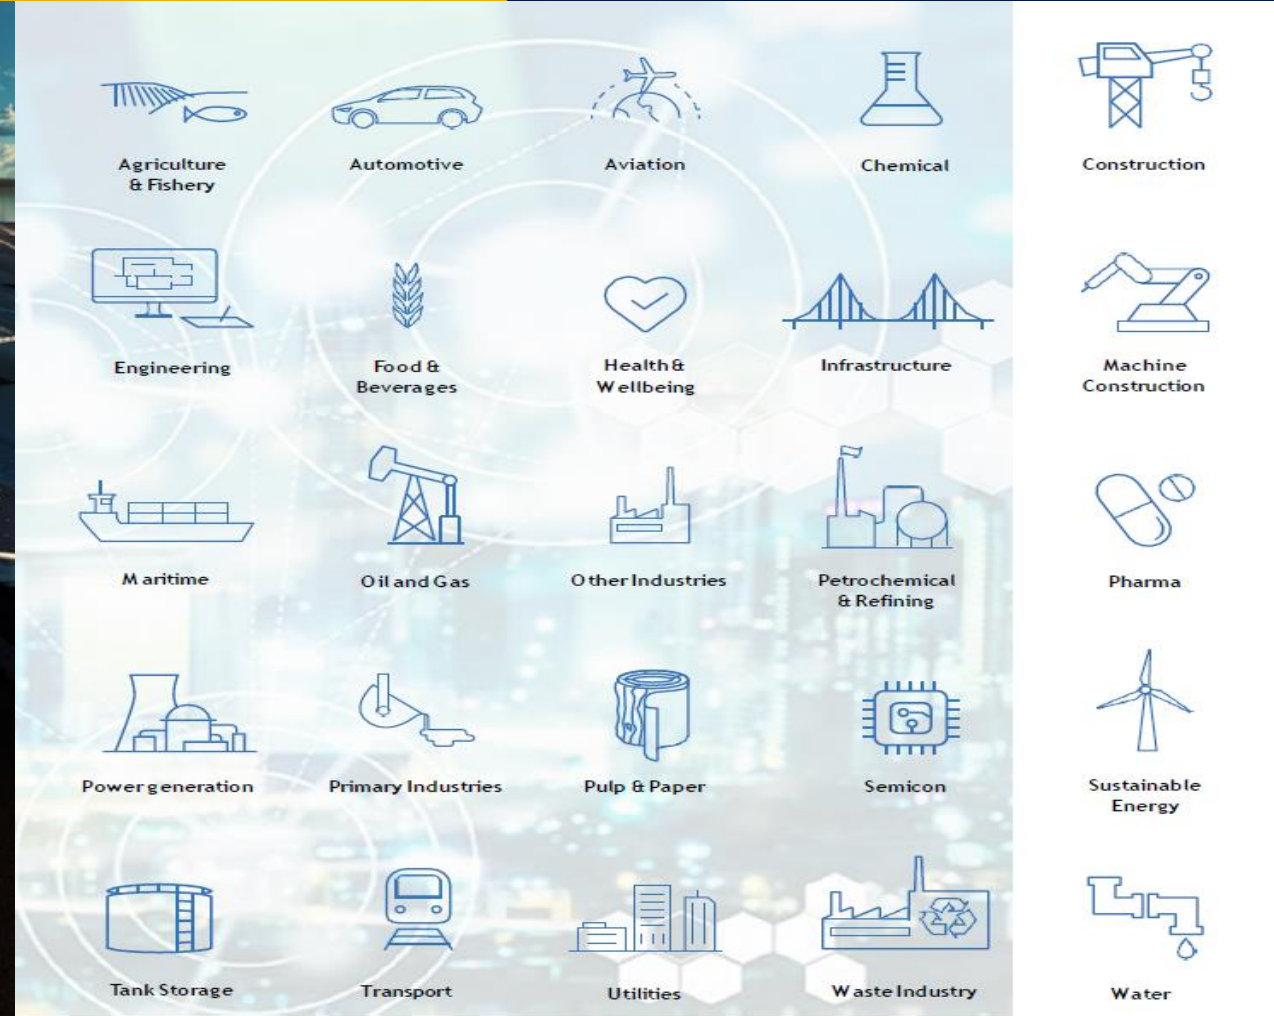 Agriculture
& Fishery
Automotive
Aviation
Chemical
Construction
Engineering
Food &
Beverages
Health &
Wellbeing
Infrastructure
Machine
Construction
Maritime
Oil and Gas
Other Industries
Petrochemical
& Refining
Pharma
Power generation
Primary Industries
Pulp & Paper
Semicon
Sustainable
Energy
Tank Storage
Transport
Utilities
Waste Industry
Water